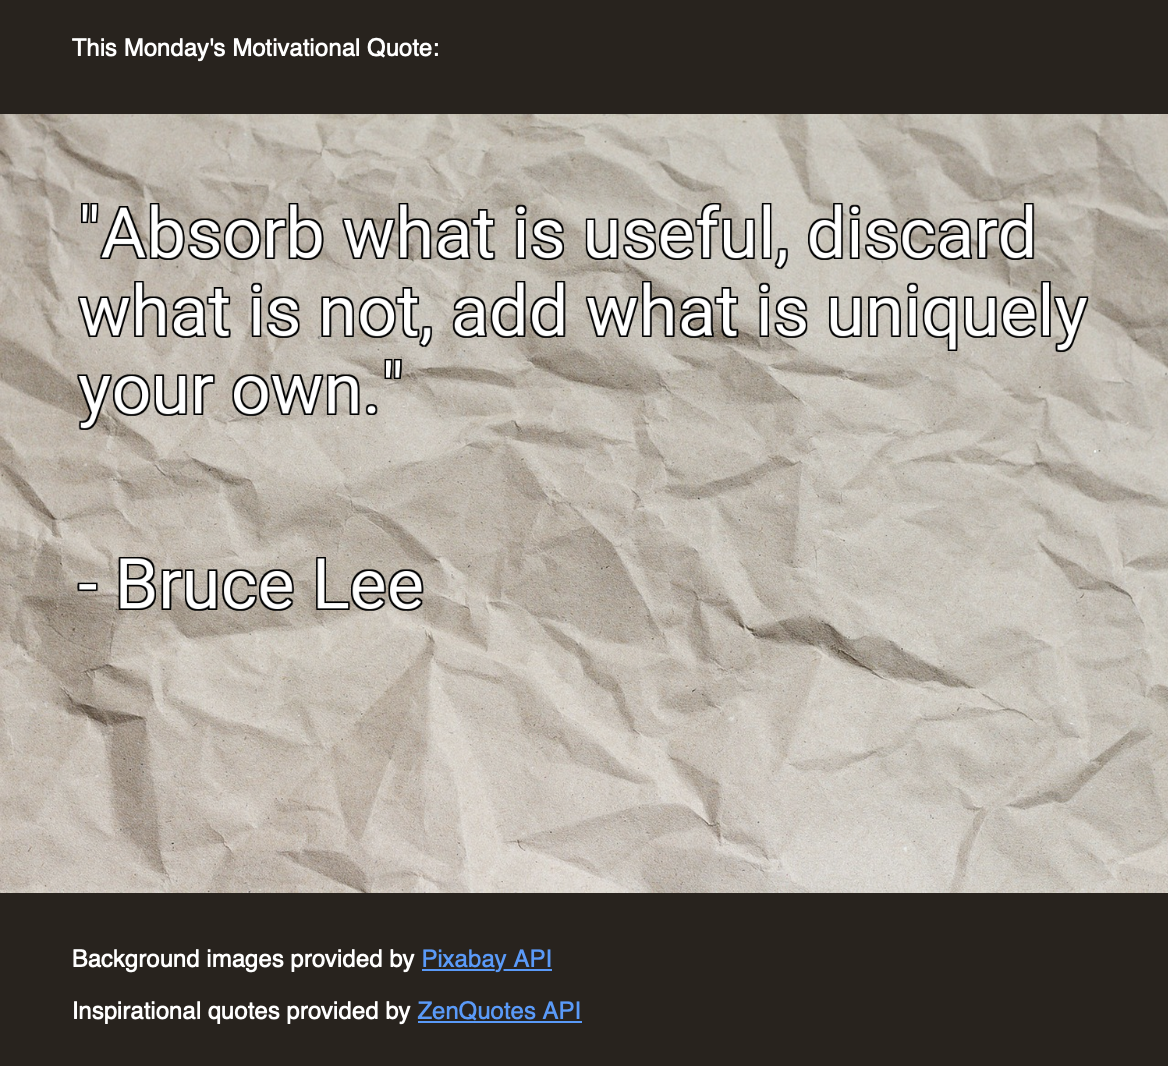 This Monday's Motivational Quote:
"Absorb what is useful, discard
what is not, add what is uniquely
your own."
- Bruce Lee
Background images provided by Pixabay API
Inspirational quotes provided by ZenQuotes API